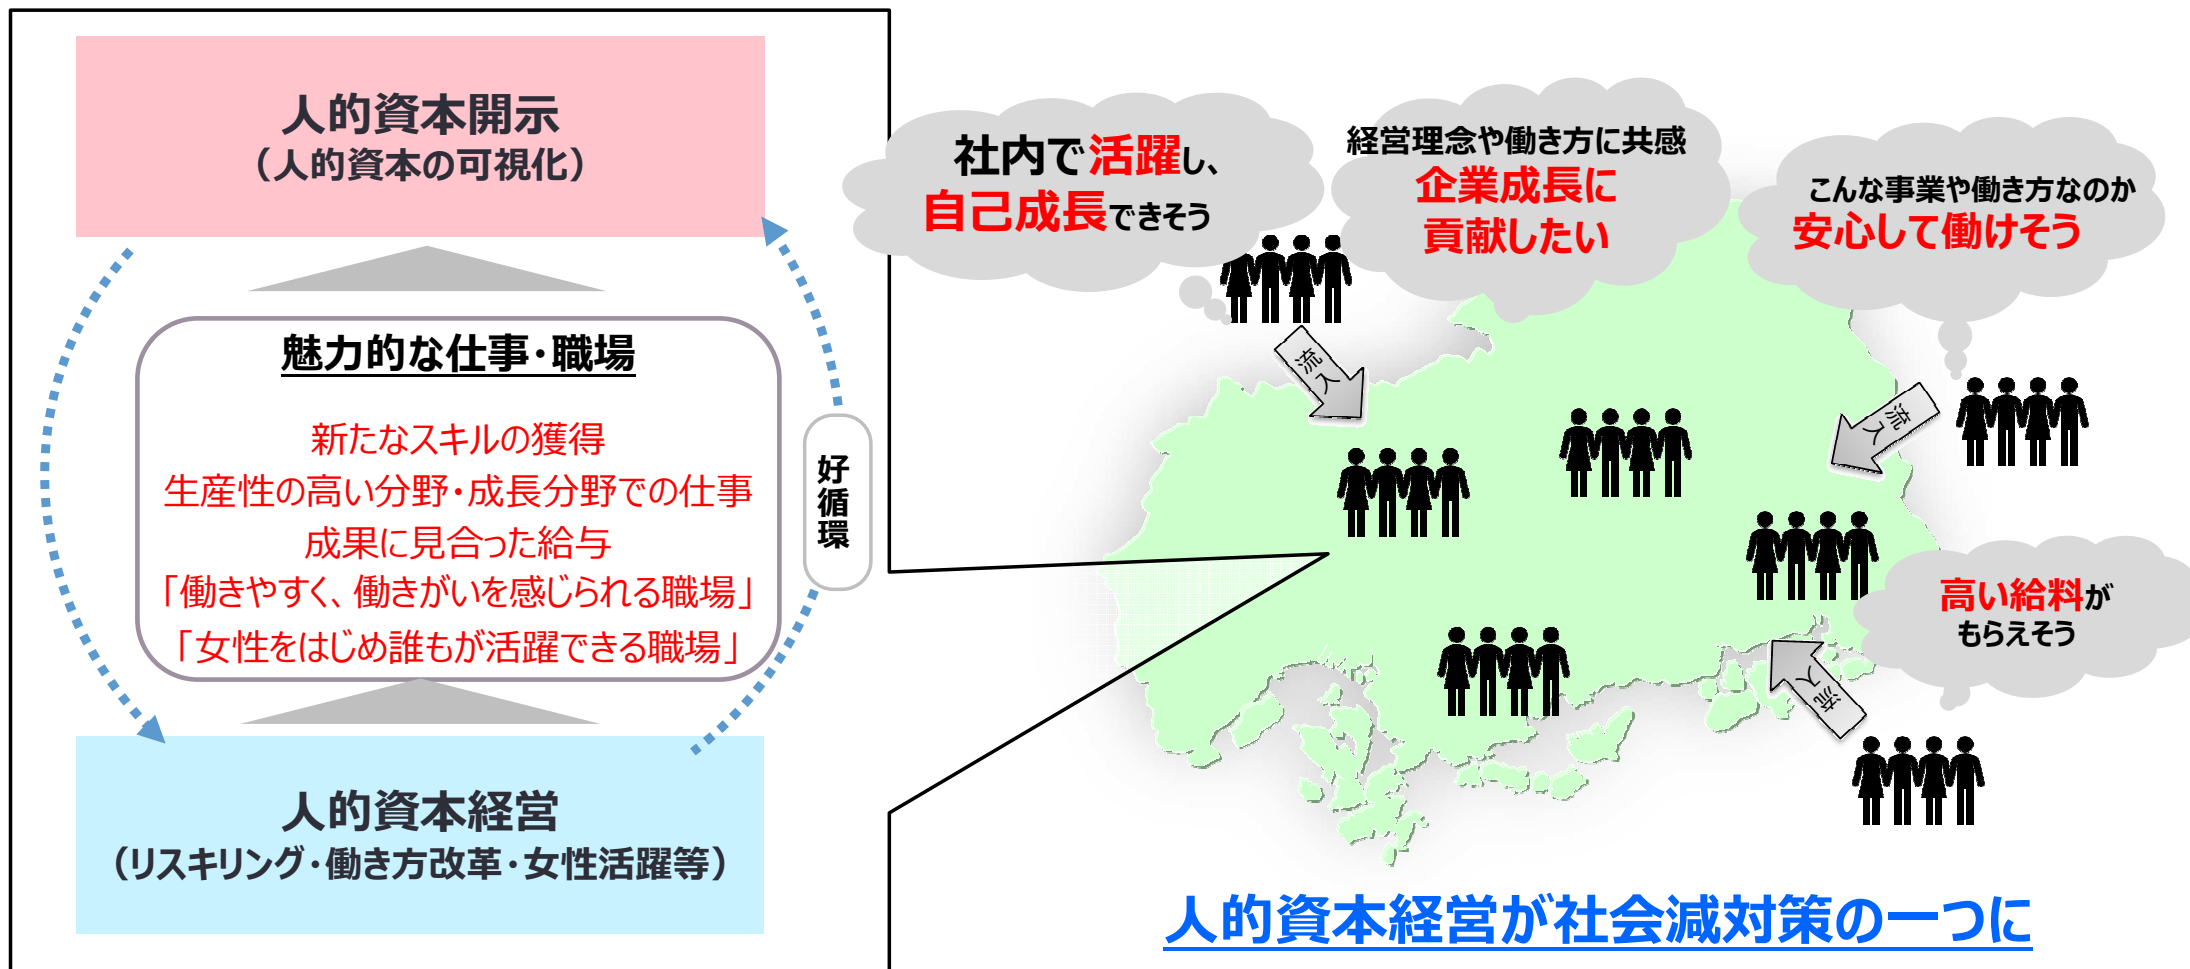 人的資本開示
（人的資本の可視化）
魅力的な仕事・職場
新たなスキルの獲得
生産性の高い分野・成長分野での仕事
成果に見合った給与
「働きやすく、働きがいを感じられる職場」
「女性をはじめ誰もが活躍できる職場」
好循環
人的資本経営
（リスキリング・働き方改革・女性活躍等）
社内で活躍し、
自己成長できそう
経営理念や働き方に共感
企業成長に
貢献したい
こんな事業や働き方なのか
安心して働けそう
流入
流入
高い給料が
もらえそう
流入
人的資本経営が社会減対策の一つに